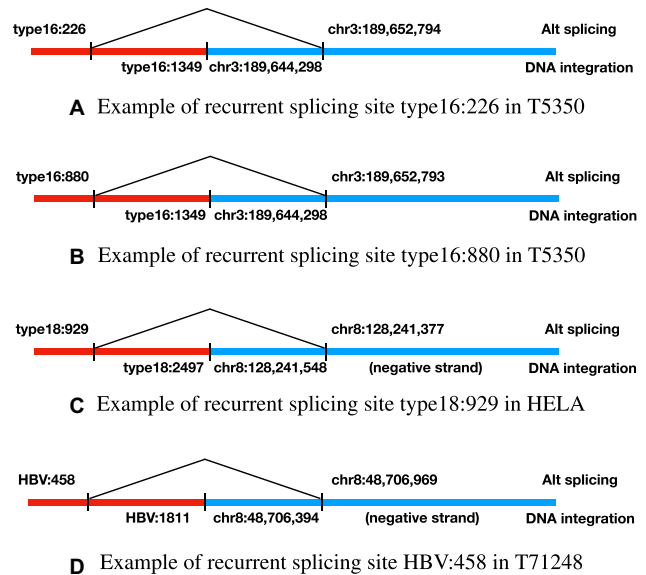 type16:226 chr3:189,652,794 Alt splicing
type16:1349 chr3:189,644,298 DNA integration
A Example of recurrent splicing site type16:226 in T5350
type16:880 chr3:189,652,793 Alt splicing
type16:1349 chr3:189,644,298 DNA integration
B Example of recurrent splicing site type16:880 in T5350
type18:929 chr8:128,241,377 Alt splicing
type18:2497 chr8:128,241,548 (negative strand) DNA integration
C Example of recurrent splicing site type18:929 in HELA
HBV:458 chr8:48,706,969 Alt splicing
HBV:1811 chr8:48,706,394 (negative strand) DNA integration
D Example of recurrent splicing site HBV:458 in T71248